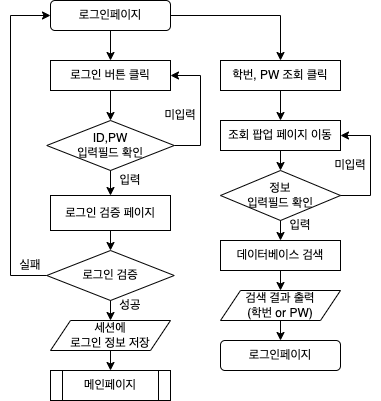 로그인페이지
로그인 버튼 클릭
학번, PW 조회 클릭
미입력
ID,PW
입력필드 확인
조회 팝업 페이지 이동
미입력
입력
정보
입력필드 확인
로그인 검증 페이지
입력
데이터베이스 검색
실패
로그인 검증
성공
검색 결과 출력
(학번 or PW)
세션에
로그인 정보 저장
로그인페이지
메인페이지